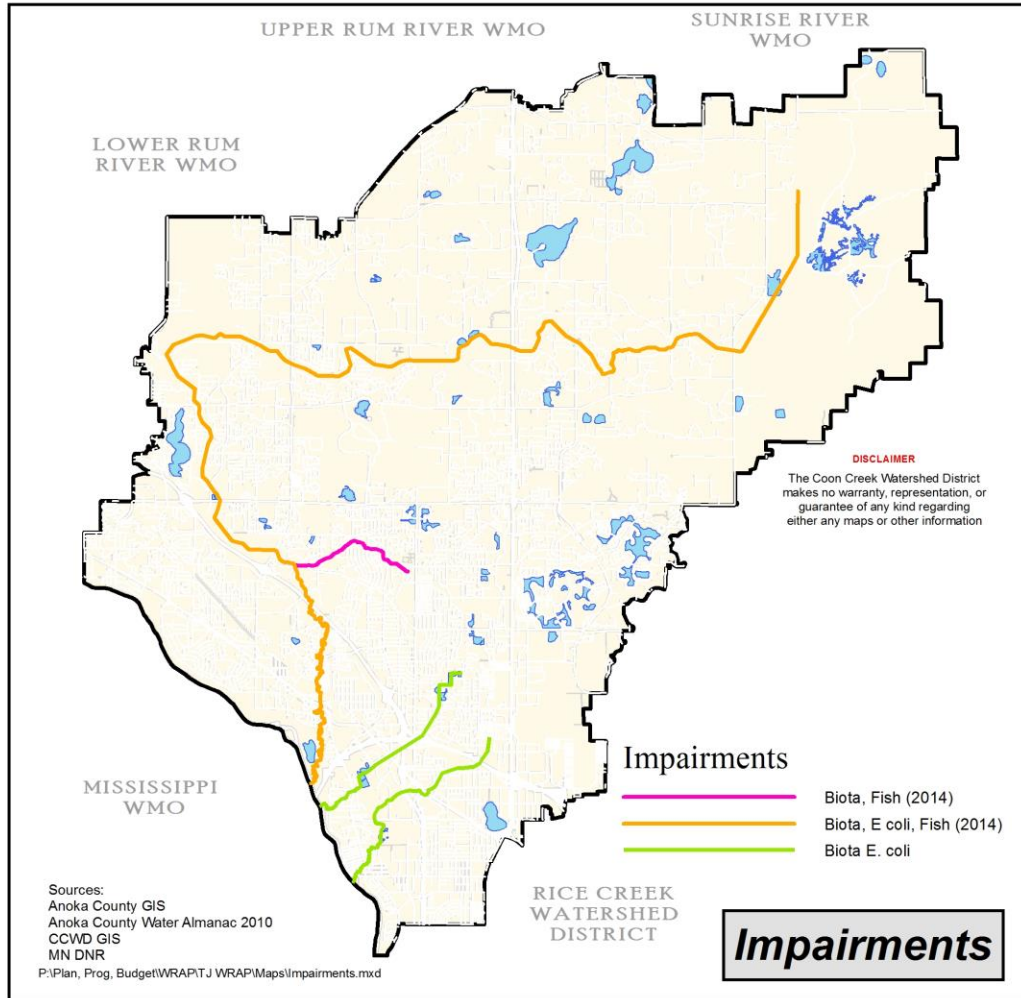 UPPER RUM RIVER WMO
SUNRISE RIVER
WMO
LOWER RUM
RIVER WMO
DISCLAIMER
The Coon Creek Watershed District
makes no warranty, representation, or
guarantee of any kind regarding
either any maps or other information
MISSISSIPPI
WMO
Impairments
Biota, Fish (2014)
Biota, E coli, Fish (2014)
Biota E. coli
RICE CREEK
WATERSHED
DISTRICT
Sources:
Anoka County GIS
Anoka County Water Almanac 2010
CCWD GIS
MN DNR
P:\Plan, Prog, Budget\WRAP\TJ WRAP\Maps\Impairments.mxd
Impairments